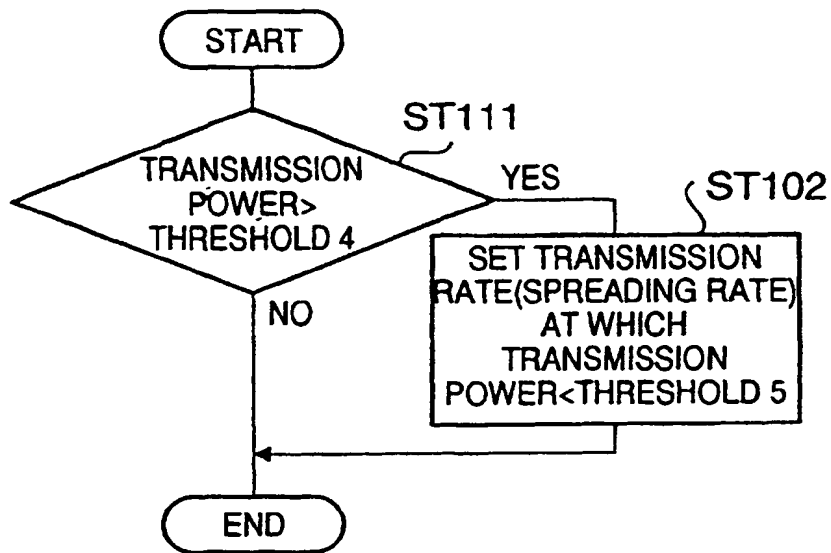 START
ST111
TRANSMISSION
POWER>
THRESHOLD 4
YES
ST102
SET TRANSMISSION
RATE(SPREADING RATE)
AT WHICH
TRANSMISSION
POWER<THRESHOLD 5
NO
END